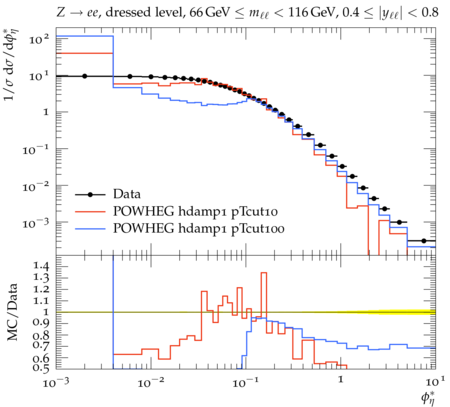 Z → ee, dressed level, 66 GeV ≤ mℓℓ < 116 GeV, 0.4 ≤ |yℓℓ| < 0.8
1/σ dσ/dφ*η
10²
10¹
1
10⁻¹
10⁻²
10⁻³
Data
POWHEG hdamp1 pTcut10
POWHEG hdamp1 pTcut100
MC/Data
1.4
1.3
1.2
1.1
1
0.9
0.8
0.7
0.6
0.5
10⁻³ 10⁻² 10⁻¹ 1 10¹
φ*η